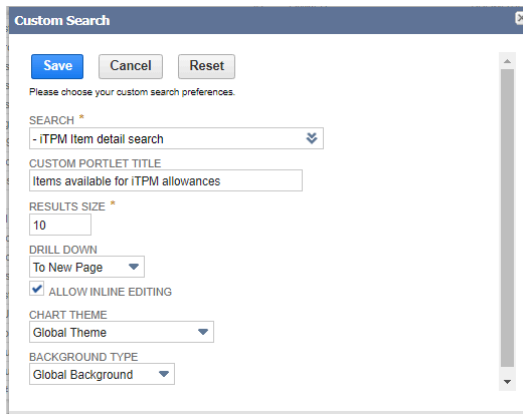 Custom Search
Save Cancel Reset
Please choose your custom search preferences.
SEARCH *
- iTPM Item detail search
CUSTOM PORTLET TITLE
Items available for iTPM allowances
RESULTS SIZE *
10
DRILL DOWN
To New Page
ALLOW INLINE EDITING
CHART THEME
Global Theme
BACKGROUND TYPE
Global Background